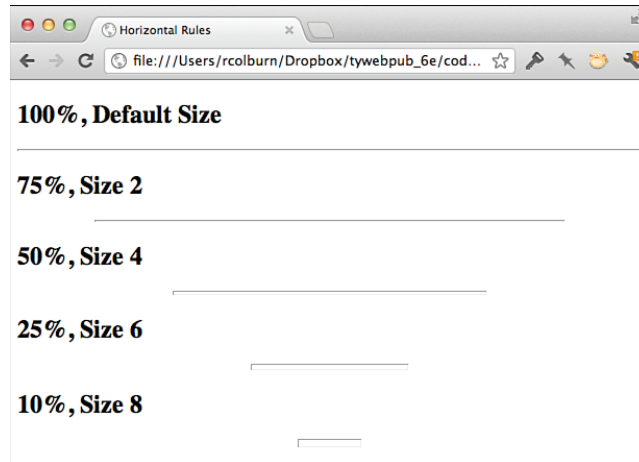 Horizontal Rules
file:///Users/rcolburn/Dropbox/tywebpub_6e/cod...
100%, Default Size
75%, Size 2
50%, Size 4
25%, Size 6
10%, Size 8